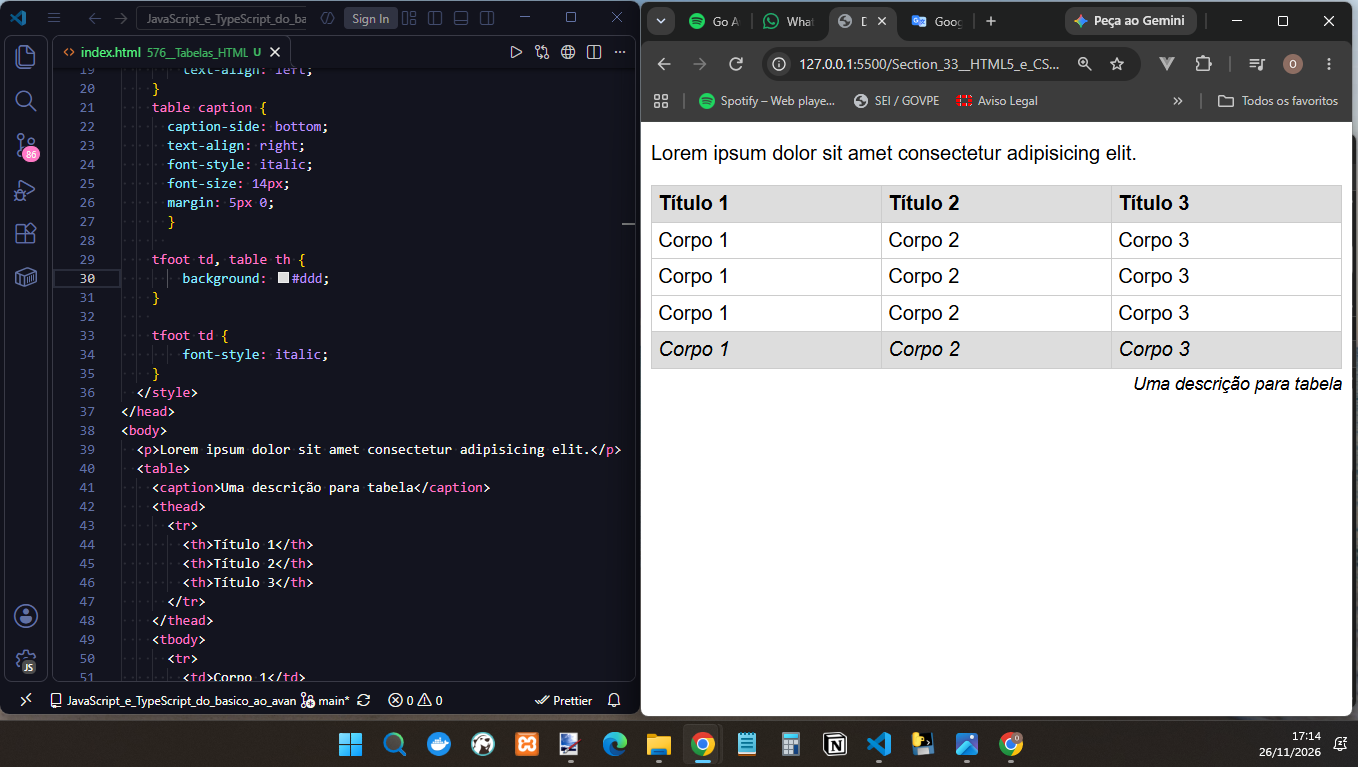 JavaScript_e_TypeScript_do_ba
Sign In
index.html 576__Tabelas_HTML U
19 text-align: left;
20 }
21 table caption {
22 caption-side: bottom;
23 text-align: right;
24 font-style: italic;
25 font-size: 14px;
26 margin: 5px 0;
27 }
28
29 tfoot td, table th {
30 background: #ddd;
31 }
32
33 tfoot td {
34 font-style: italic;
35 }
36 </style>
37 </head>
38 <body>
39 <p>Lorem ipsum dolor sit amet consectetur adipisicing elit.</p>
40 <table>
41 <caption>Uma descrição para tabela</caption>
42 <thead>
43 <tr>
44 <th>Título 1</th>
45 <th>Título 2</th>
46 <th>Título 3</th>
47 </tr>
48 </thead>
49 <tbody>
50 <tr>
51 <td>Corpo 1</td>
86
JS
JavaScript_e_TypeScript_do_basico_ao_avan main* 0 0 Prettier
Go A What D Goog Peça ao Gemini
127.0.0.1:5500/Section_33__HTML5_e_CS...
O
Spotify – Web playe... SEI / GOVPE Aviso Legal » Todos os favoritos
Lorem ipsum dolor sit amet consectetur adipisicing elit.
Título 1 Título 2 Título 3
Corpo 1 Corpo 2 Corpo 3
Corpo 1 Corpo 2 Corpo 3
Corpo 1 Corpo 2 Corpo 3
Corpo 1 Corpo 2 Corpo 3
Uma descrição para tabela
17:14
26/11/2026